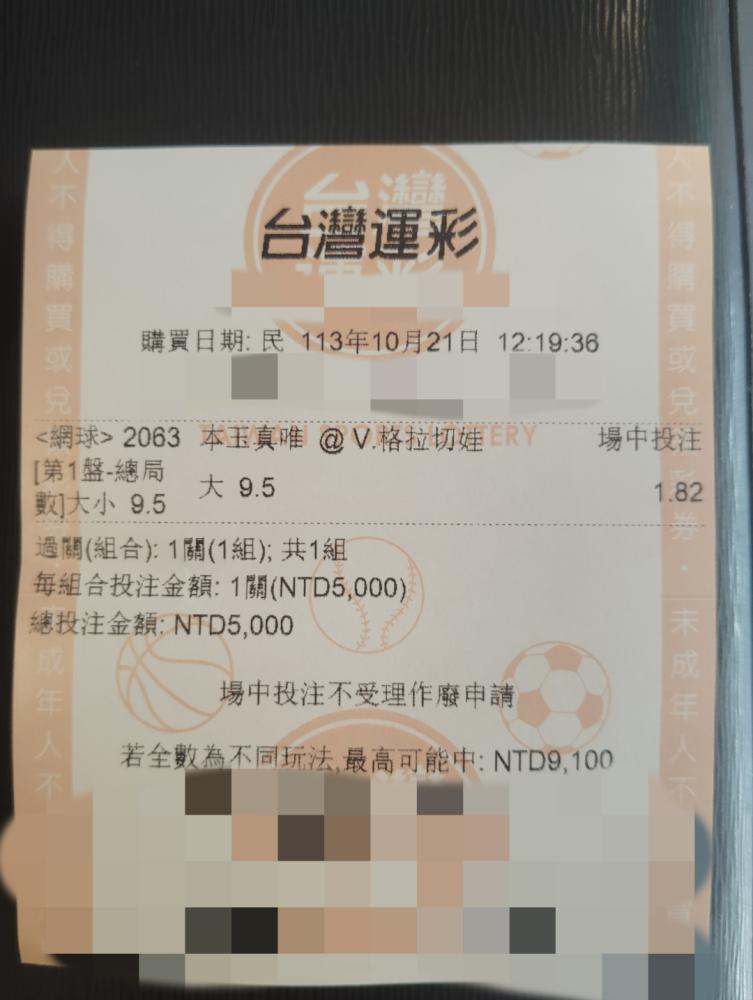 台灣運彩
購買日期: 民 113年10月21日 12:19:36
TAIWAN SPORTS LOTTERY
<網球> 2063 本玉真唯 @ V.格拉切娃 場中投注
[第1盤-總局
數]大小 9.5 大 9.5 1.82
過關(組合): 1關(1組); 共1組
每組合投注金額: 1關(NTD5,000)
總投注金額: NTD5,000
場中投注不受理作廢申請
若全數為不同玩法,最高可能中: NTD9,100
人不得購買或兌
成年人不
人不得購買或兌
券.未成年人不